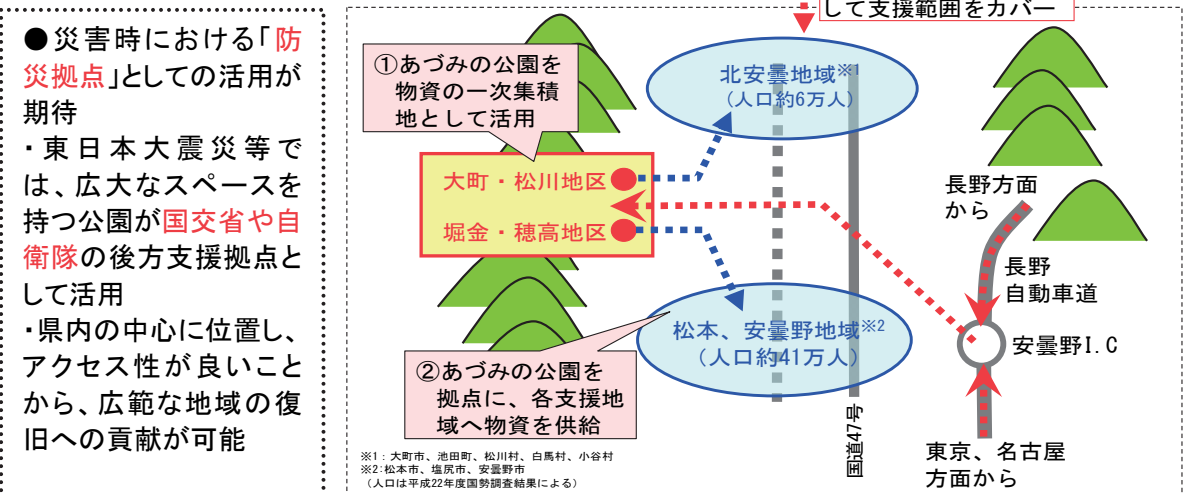 ●災害時における「防
災拠点」としての活用が
期待
・東日本大震災等で
は、広大なスペースを
持つ公園が国交省や自
衛隊の後方支援拠点と
して活用
・県内の中心に位置し、
アクセス性が良いこと
から、広範な地域の復
旧への貢献が可能
して支援範囲をカバー
①あづみの公園を
物資の一次集積
地として活用
北安曇地域※1
(人口約6万人)
大町・松川地区
堀金・穂高地区
長野方面
から
長野
自動車道
安曇野I.C
松本、安曇野地域※2
(人口約41万人)
②あづみの公園を
拠点に、各支援地
域へ物資を供給
国道47号
東京、名古屋
方面から
※1：大町市、池田町、松川村、白馬村、小谷村
※2:松本市、塩尻市、安曇野市
（人口は平成22年度国勢調査結果による）